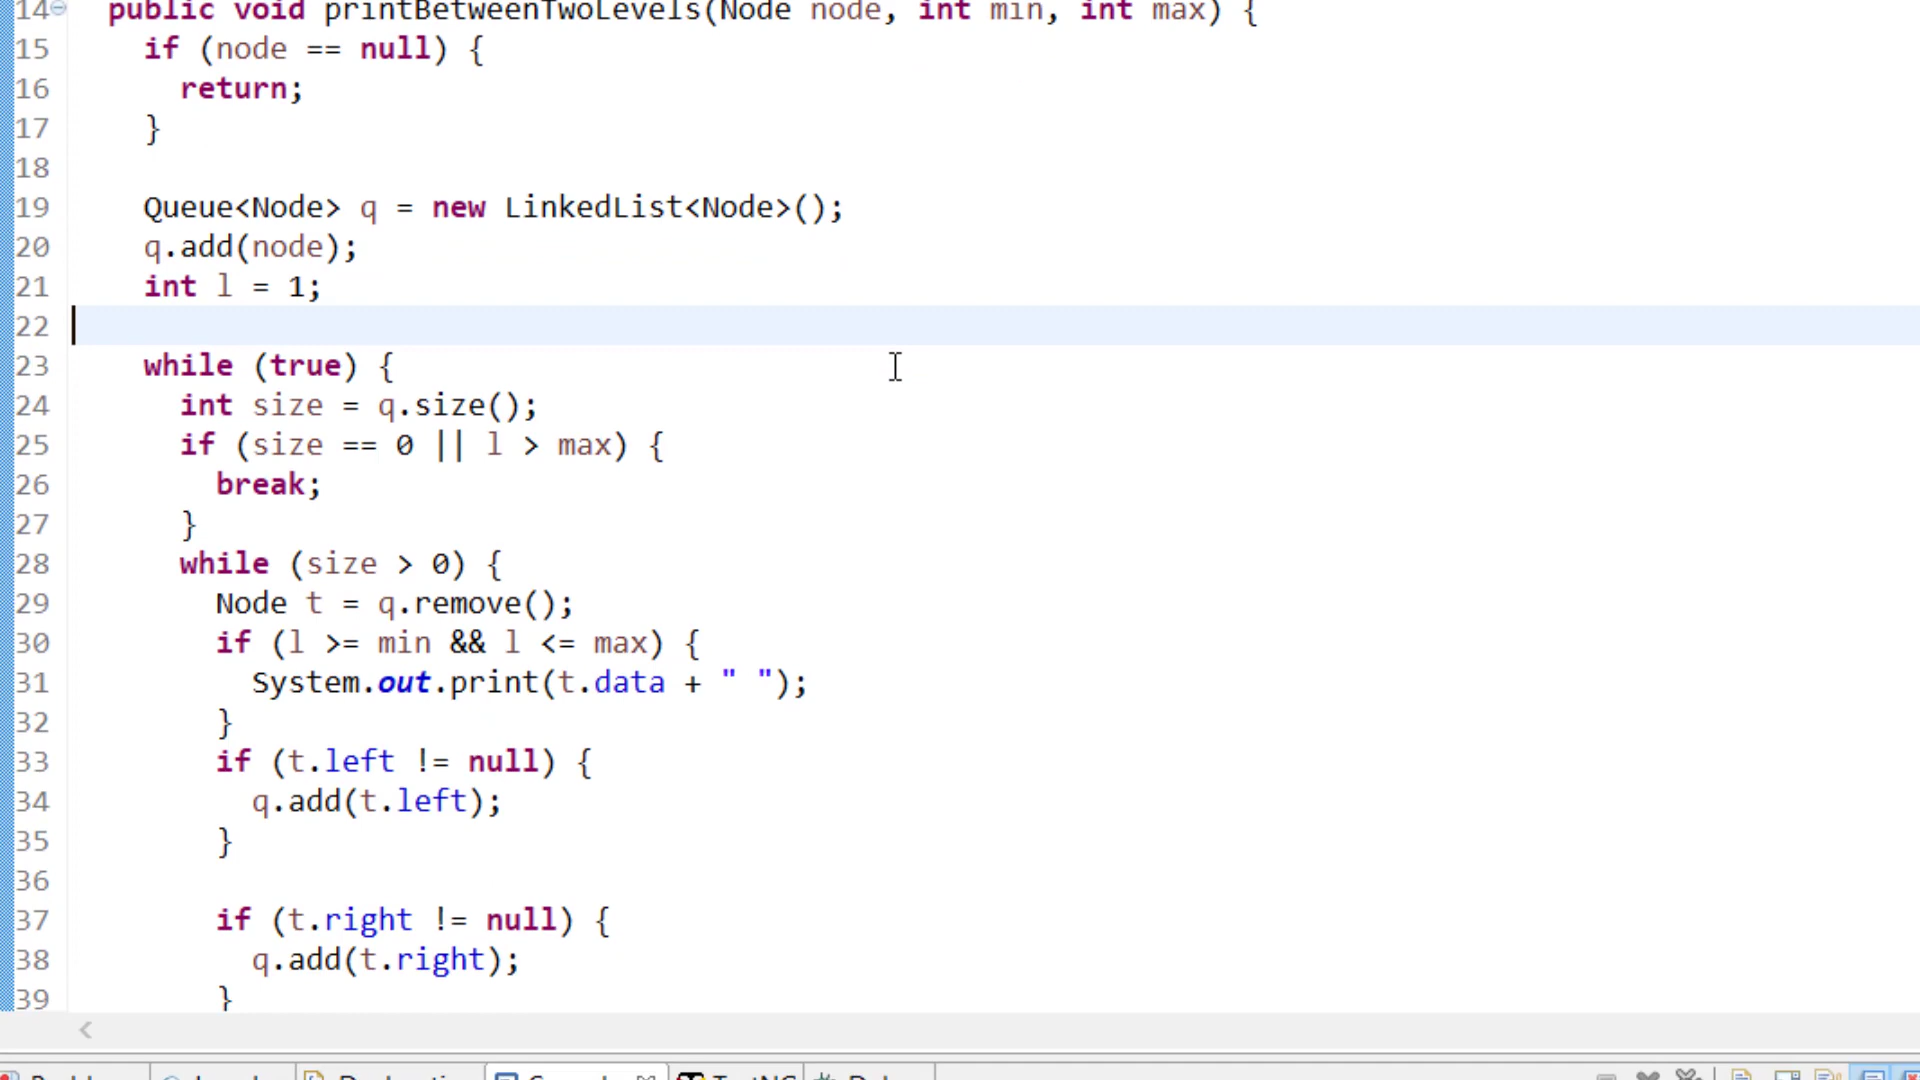 14 public void printBetweenTwoLevels(Node node, int min, int max) {
15 if (node == null) {
16 return;
17 }
18
19 Queue<Node> q = new LinkedList<Node>();
20 q.add(node);
21 int l = 1;
22
23 while (true) {
24 int size = q.size();
25 if (size == 0 || l > max) {
26 break;
27 }
28 while (size > 0) {
29 Node t = q.remove();
30 if (l >= min && l <= max) {
31 System.out.print(t.data + " ");
32 }
33 if (t.left != null) {
34 q.add(t.left);
35 }
36
37 if (t.right != null) {
38 q.add(t.right);
39 }